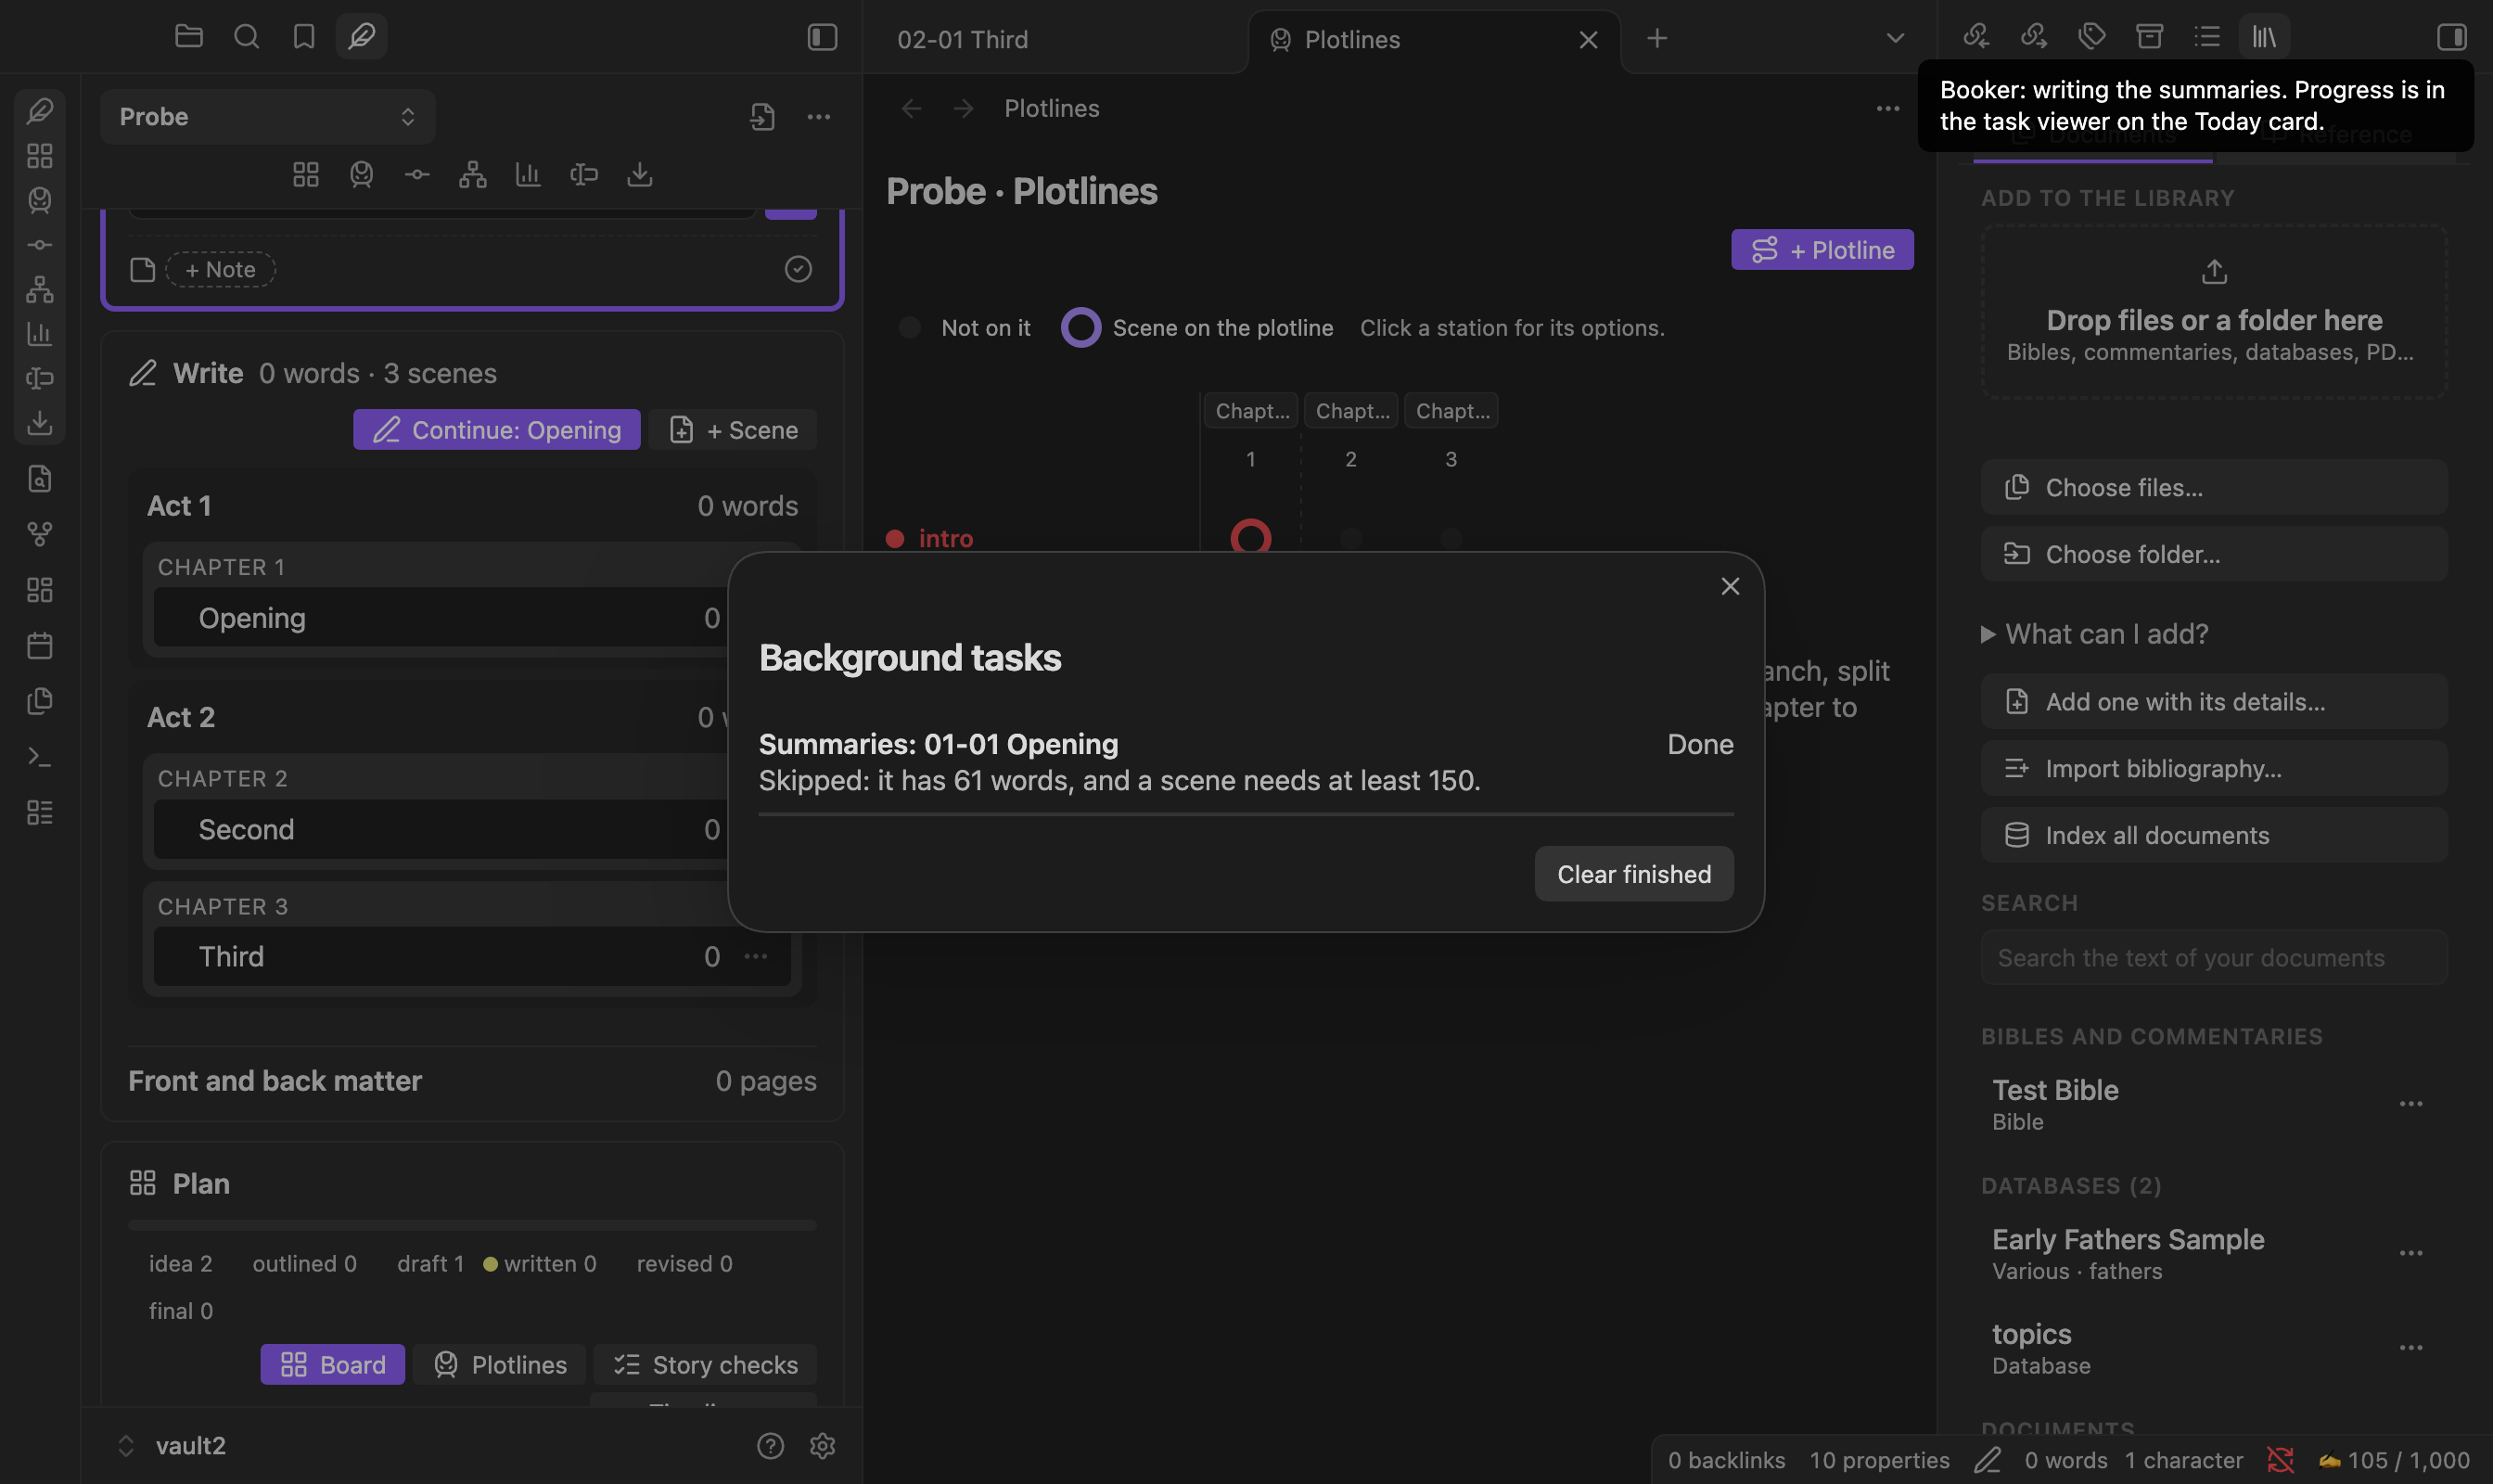 02-01 Third
Plotlines
Probe
Plotlines
Booker: writing the summaries. Progress is in
the task viewer on the Today card.
Documents
Reference
Probe · Plotlines
+ Plotline
Not on it
Scene on the plotline
Click a station for its options.
Chapt...
Chapt...
Chapt...
1
2
3
intro
+ Note
Write
0 words · 3 scenes
Continue: Opening
+ Scene
Act 1
0 words
CHAPTER 1
Opening
0
Act 2
0
CHAPTER 2
Second
0
CHAPTER 3
Third
0
Front and back matter
0 pages
Plan
idea 2
outlined 0
draft 1
written 0
revised 0
final 0
Board
Plotlines
Story checks
vault2
Background tasks
Summaries: 01-01 Opening
Done
Skipped: it has 61 words, and a scene needs at least 150.
Clear finished
anch, split
apter to
ADD TO THE LIBRARY
Drop files or a folder here
Bibles, commentaries, databases, PD...
Choose files...
Choose folder...
What can I add?
Add one with its details...
Import bibliography...
Index all documents
SEARCH
Search the text of your documents
BIBLES AND COMMENTARIES
Test Bible
Bible
DATABASES (2)
Early Fathers Sample
Various · fathers
topics
Database
DOCUMENTS
0 backlinks
10 properties
0 words
1 character
105 / 1,000